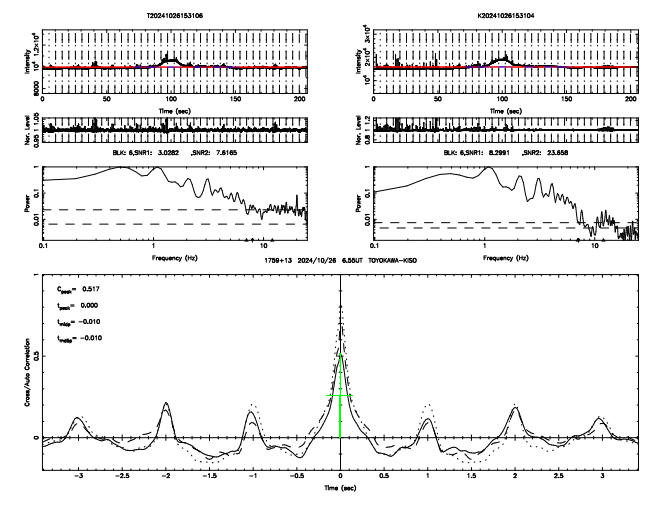 T20241026153106
K20241026153104
Intensity
8000 10⁴ 1.2×10⁴
0 50 100 150 200
Time (sec)
Intensity
10⁴ 2×10⁴ 3×10⁴
0 50 100 150 200
Time (sec)
Nor. Level
0.95 1 1.05
Nor. Level
0.8 1 1.2
BLK: 6,SNR1: 3.0282 ,SNR2: 7.6165
BLK: 6,SNR1: 8.2991 ,SNR2: 23.658
Power
0.01 0.1 1
0.1 1 10
Frequency (Hz)
Power
0.01 0.1 1
0.1 1 10
Frequency (Hz)
1759+13 2024/10/26 6.55UT TOYOKAWA-KISO
Cross/Auto Correlation
0 0.5 1
Cpeak= 0.517
tpeak= 0.000
tmidp= -0.010
-0.010
-3 -2.5 -2 -1.5 -1 -0.5 0 0.5 1 1.5 2 2.5 3
Time (sec)